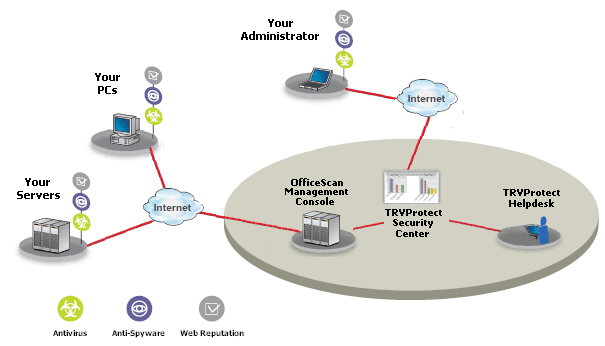 Your
Administrator
Your
PCs
Internet
OfficeScan
Management
Console
Your
Servers
TRYProtect
Helpdesk
Internet
TRYProtect
Security
Center
Antivirus
Anti-Spyware
Web Reputation